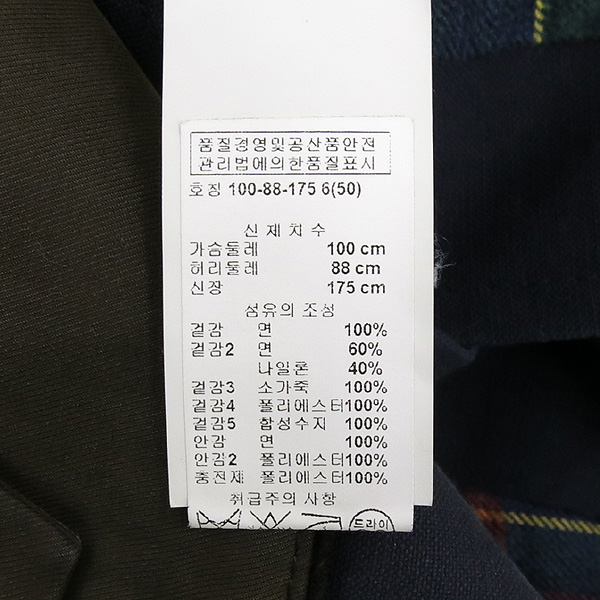 품질경영및공산품안전
관리법에의한품질표시
호칭 100-88-175 6(50)
신체치수
가슴둘레 100 cm
허리둘레 88 cm
신장 175 cm
섬유의 조성
겉감 면 100%
겉감2 면 60%
나일론 40%
겉감3 소가죽 100%
겉감4 폴리에스터100%
겉감5 합성수지 100%
안감 면 100%
안감2 폴리에스터100%
충전재 폴리에스터100%
취급주의 사항
드라이